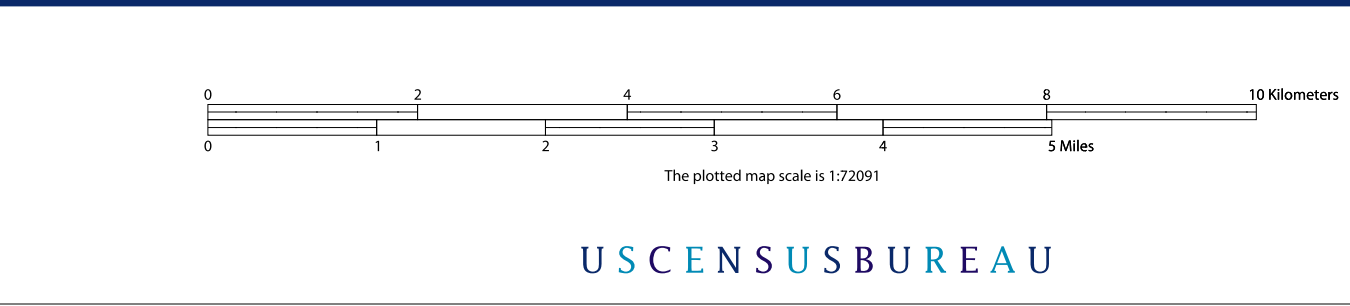 0 2 4 6 8 10 Kilometers
0 1 2 3 4 5 Miles
The plotted map scale is 1:72091
USCENSUSBUREAU